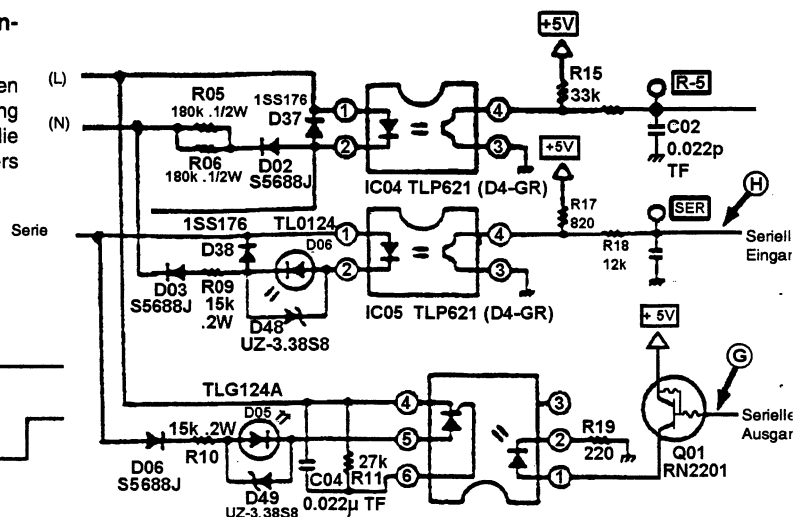 n-
en
ng
die
ers
(L)
(N)
R05
180k .1/2W
R06
180k .1/2W
D02
S5688J
1SS176
D37
1
2
4
3
IC04 TLP621 (D4-GR)
+5V
R15
33k
R-5
C02
0.022p
TF
Serie
1SS176
D38
TL0124
D06
D03
S5688J
R09
15k
.2W
D48
UZ-3.38S8
1
2
4
3
IC05 TLP621 (D4-GR)
+5V
R17
820
R18
12k
SER
H
Seriell
Eingan
TLG124A
D05
15k .2W
R10
D06
S5688J
D49
UZ-3.38S8
C04
0.022µ TF
27k
R11
4
5
6
3
2
1
R19
220
+ 5V
G
Q01
RN2201
Serielle
Ausgan